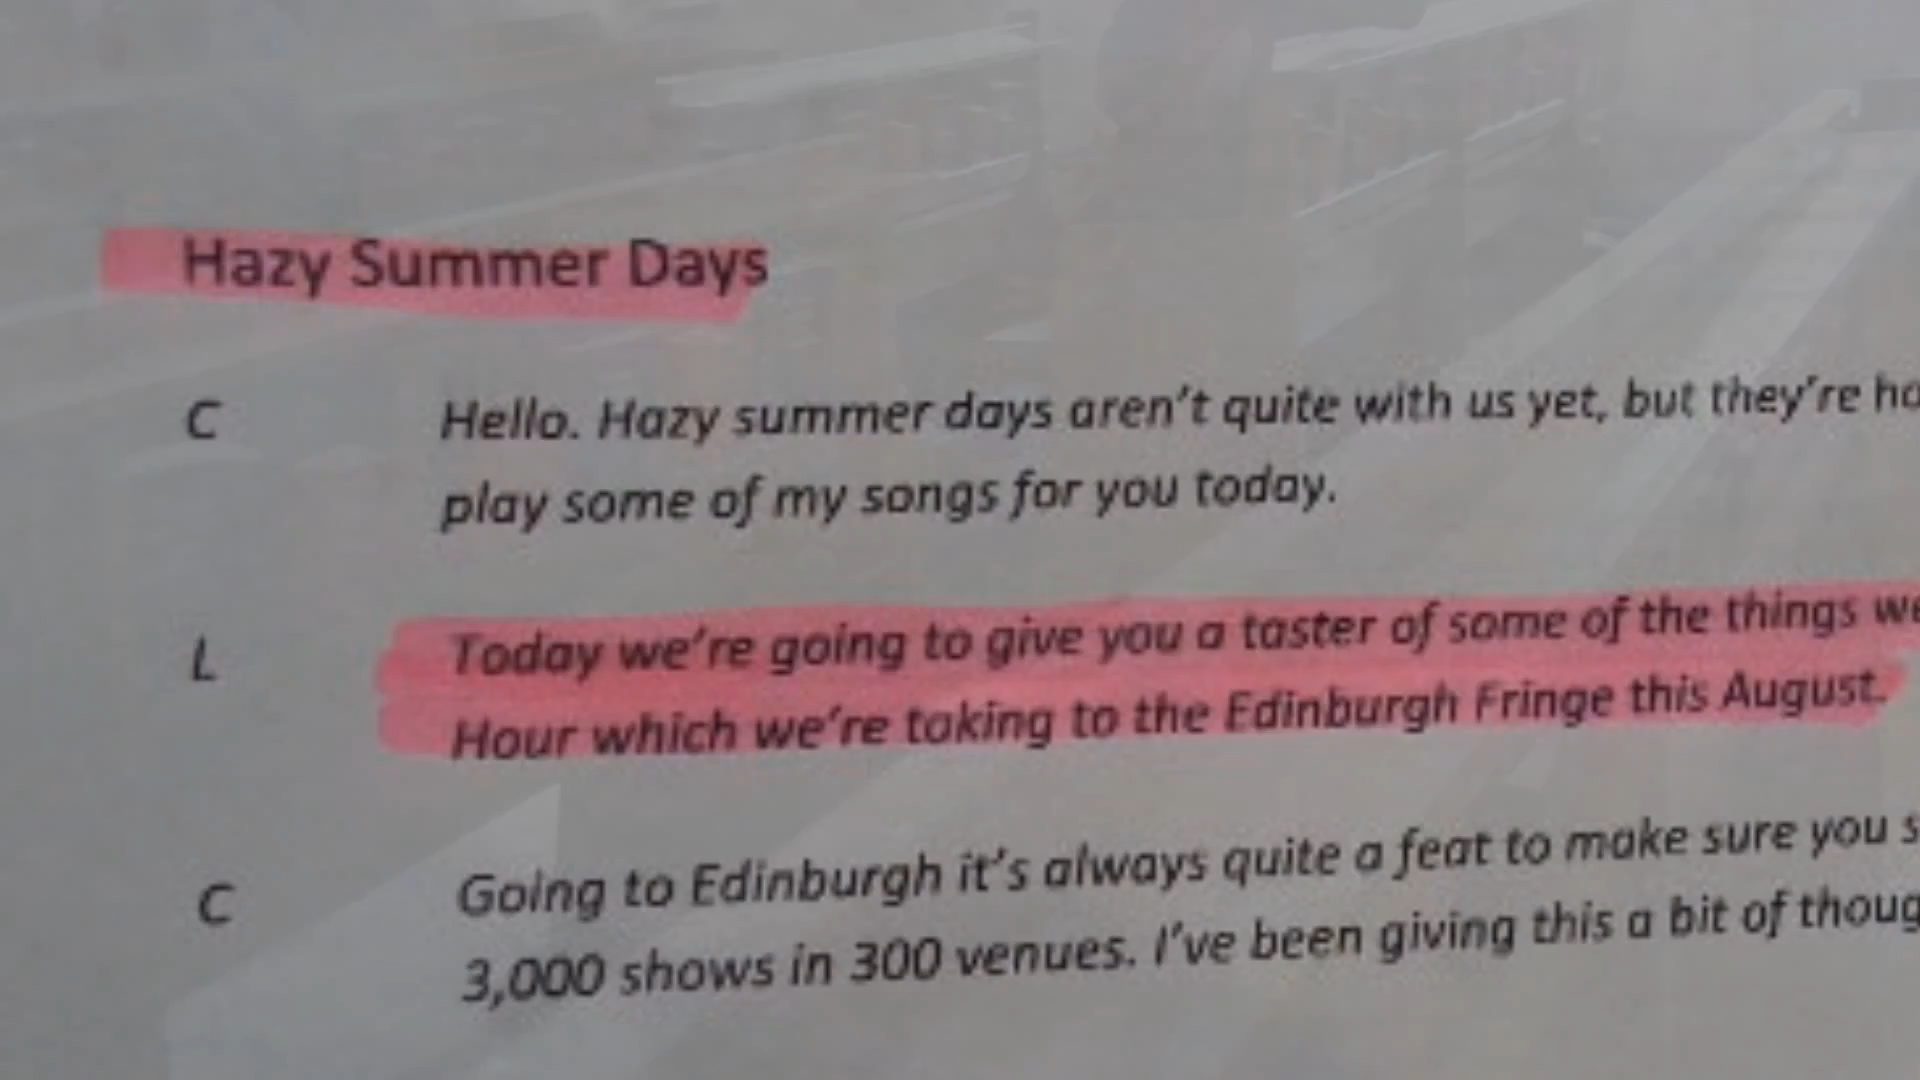 Hazy Summer Days
C Hello. Hazy summer days aren't quite with us yet, but they're
play some of my songs for you today.
L Today we're going to give you a taster of some of the things
Hour which we're taking to the Edinburgh Fringe this August.
C Going to Edinburgh it's always quite a feat to make sure you
3,000 shows in 300 venues. I've been giving this a bit of